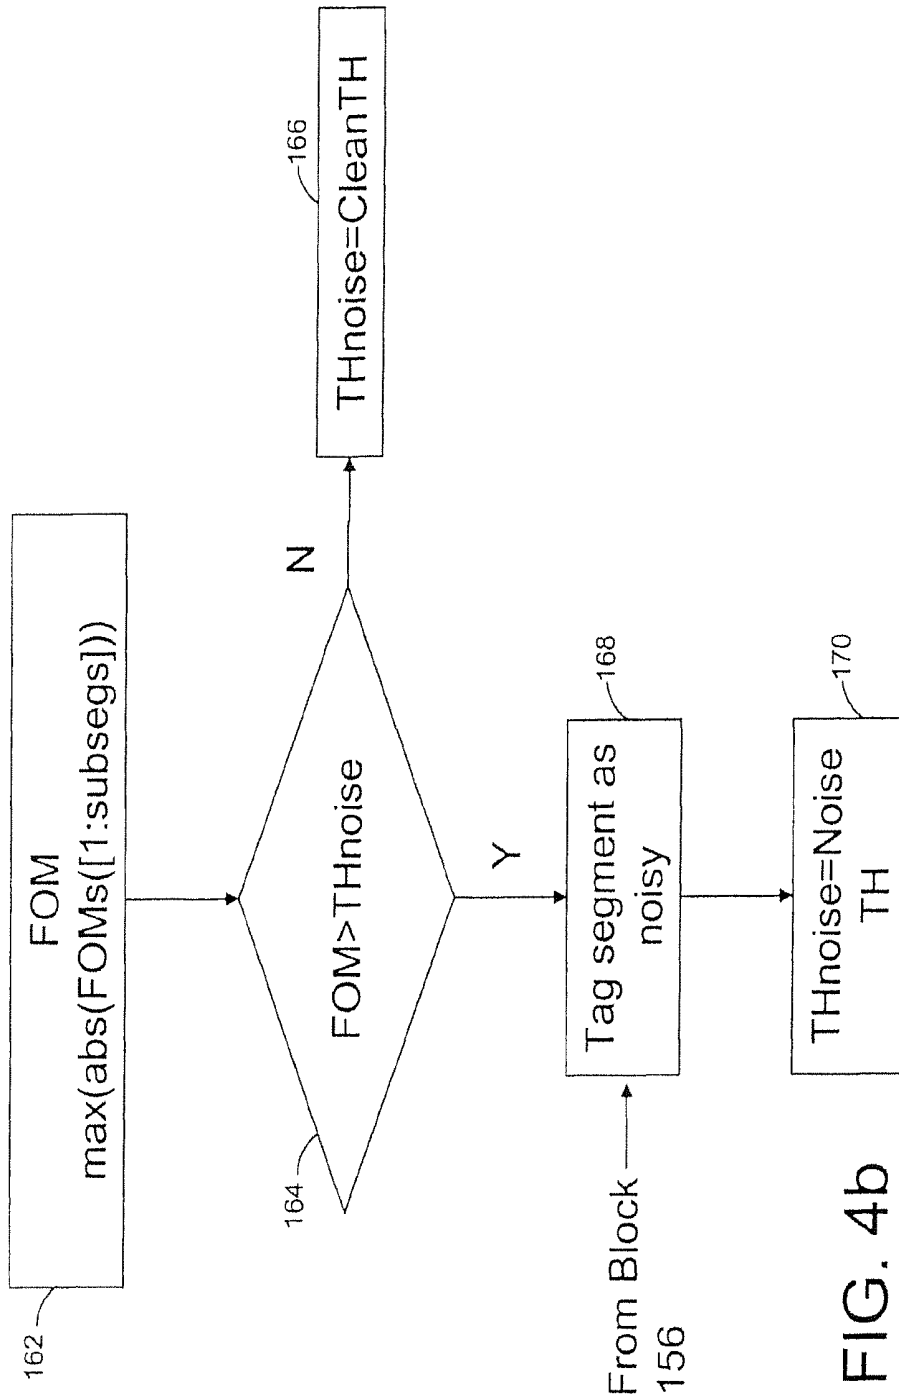 162
FOM
max(abs(FOMs([1:subsegs]))
164
FOM>THnoise
N
166
THnoise=CleanTH
Y
From Block
156
168
Tag segment as
noisy
170
THnoise=Noise
TH
FIG. 4b